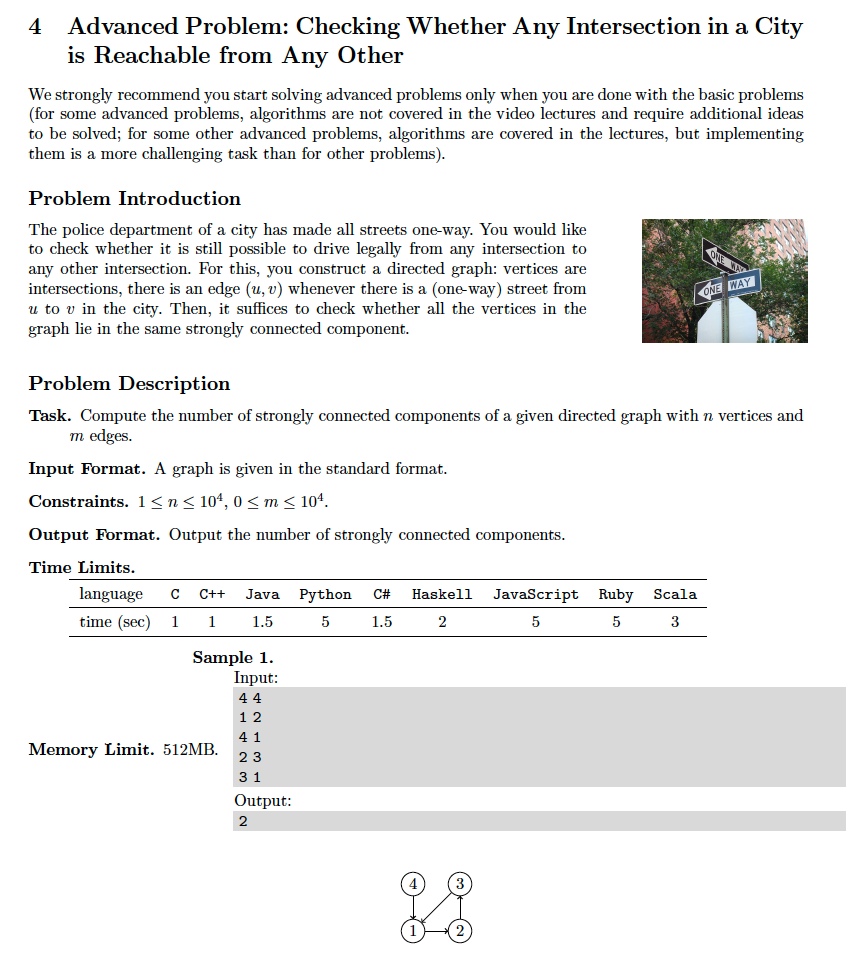 4 Advanced Problem: Checking Whether Any Intersection in a City
is Reachable from Any Other
We strongly recommend you start solving advanced problems only when you are done with the basic problems
(for some advanced problems, algorithms are not covered in the video lectures and require additional ideas
to be solved; for some other advanced problems, algorithms are covered in the lectures, but implementing
them is a more challenging task than for other problems).
Problem Introduction
The police department of a city has made all streets one-way. You would like
to check whether it is still possible to drive legally from any intersection to
any other intersection. For this, you construct a directed graph: vertices are
intersections, there is an edge (u, v) whenever there is a (one-way) street from
u to v in the city. Then, it suffices to check whether all the vertices in the
graph lie in the same strongly connected component.
ONE WAY
ONE WAY
Problem Description
Task. Compute the number of strongly connected components of a given directed graph with n vertices and
m edges.
Input Format. A graph is given in the standard format.
Constraints. 1 ≤ n ≤ 10⁴, 0 ≤ m ≤ 10⁴.
Output Format. Output the number of strongly connected components.
Time Limits.
language C C++ Java Python C# Haskell JavaScript Ruby Scala
time (sec) 1 1 1.5 5 1.5 2 5 5 3
Memory Limit. 512MB.
Sample 1.
Input:
4 4
1 2
4 1
2 3
3 1
Output:
2
4 3
1 2